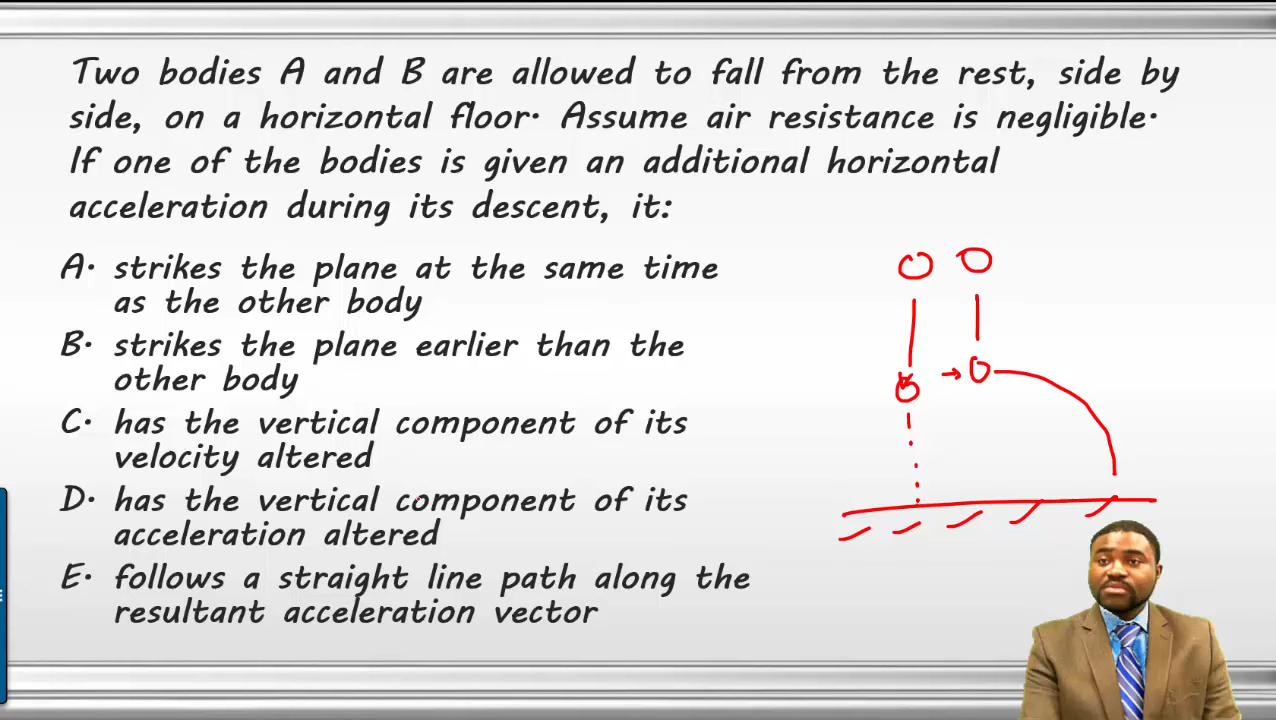 Two bodies A and B are allowed to fall from the rest, side by
side, on a horizontal floor. Assume air resistance is negligible.
If one of the bodies is given an additional horizontal
acceleration during its descent, it:
A. strikes the plane at the same time
as the other body
B. strikes the plane earlier than the
other body
C. has the vertical component of its
velocity altered
D. has the vertical component of its
acceleration altered
E. follows a straight line path along the
resultant acceleration vector